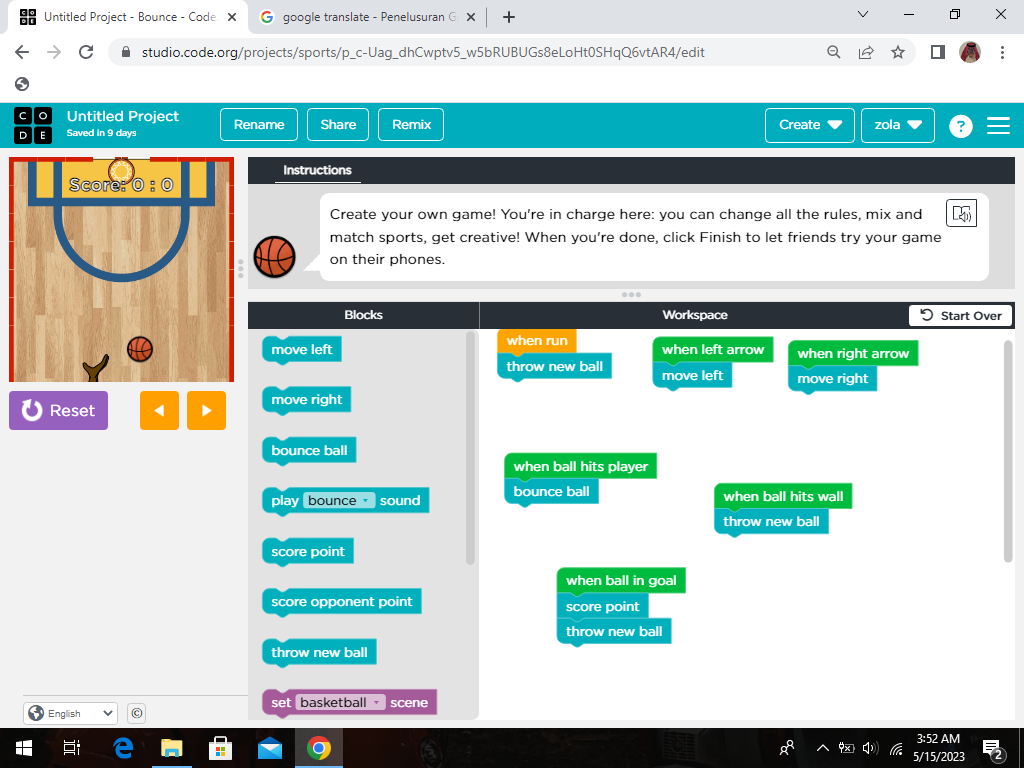 Untitled Project - Bounce - Code
google translate - Penelusuran G
studio.code.org/projects/sports/p_c-Uag_dhCwptv5_w5bRUBUGs8eLoHt0SHqQ6vtAR4/edit
C O D E
Untitled Project
Saved in 9 days
Rename
Share
Remix
Create
zola
?
Score: 0 : 0
Instructions
Create your own game! You're in charge here: you can change all the rules, mix and
match sports, get creative! When you're done, click Finish to let friends try your game
on their phones.
Blocks
Workspace
Start Over
Reset
move left
move right
bounce ball
play bounce sound
score point
score opponent point
throw new ball
set basketball scene
when run
throw new ball
when left arrow
move left
when right arrow
move right
when ball hits player
bounce ball
when ball hits wall
throw new ball
when ball in goal
score point
throw new ball
English
©
3:52 AM
5/15/2023
2